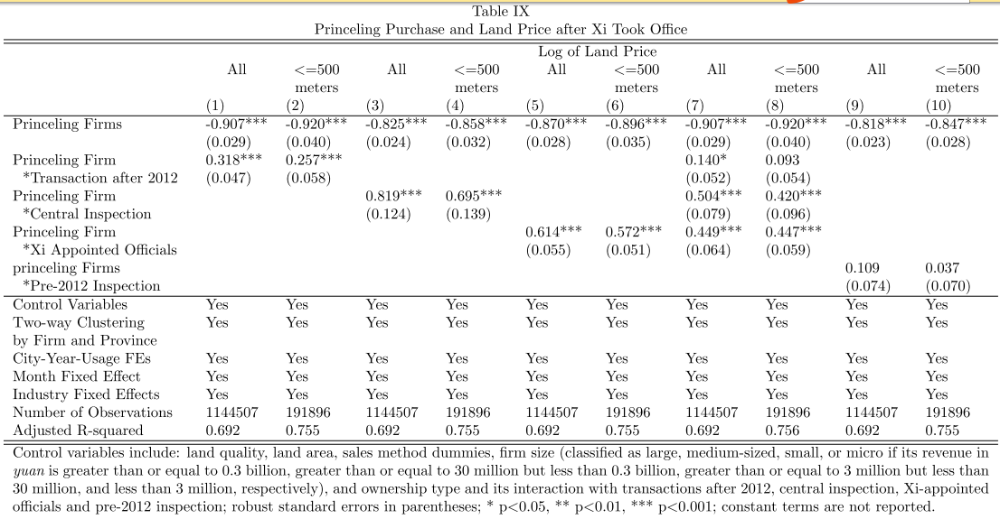 Table IX
Princeling Purchase and Land Price after Xi Took Office
Log of Land Price
All <=500 All <=500 All <=500 All <=500 All <=500
meters meters meters meters meters
(1) (2) (3) (4) (5) (6) (7) (8) (9) (10)
Princeling Firms -0.907*** -0.920*** -0.825*** -0.858*** -0.870*** -0.896*** -0.907*** -0.920*** -0.818*** -0.847***
(0.029) (0.040) (0.024) (0.032) (0.028) (0.035) (0.029) (0.040) (0.023) (0.028)
Princeling Firm 0.318*** 0.257*** 0.140* 0.093
*Transaction after 2012 (0.047) (0.058) (0.052) (0.054)
Princeling Firm 0.819*** 0.695*** 0.504*** 0.420***
*Central Inspection (0.124) (0.139) (0.079) (0.096)
Princeling Firm 0.614*** 0.572*** 0.449*** 0.447***
*Xi Appointed Officials (0.055) (0.051) (0.064) (0.059)
princeling Firms 0.109 0.037
*Pre-2012 Inspection (0.074) (0.070)
Control Variables Yes Yes Yes Yes Yes Yes Yes Yes Yes Yes
Two-way Clustering Yes Yes Yes Yes Yes Yes Yes Yes Yes Yes
by Firm and Province
City-Year-Usage FEs Yes Yes Yes Yes Yes Yes Yes Yes Yes Yes
Month Fixed Effect Yes Yes Yes Yes Yes Yes Yes Yes Yes Yes
Industry Fixed Effects Yes Yes Yes Yes Yes Yes Yes Yes Yes Yes
Number of Observations 1144507 191896 1144507 191896 1144507 191896 1144507 191896 1144507 191896
Adjusted R-squared 0.692 0.755 0.692 0.755 0.692 0.755 0.692 0.756 0.692 0.755
Control variables include: land quality, land area, sales method dummies, firm size (classified as large, medium-sized, small, or micro if its revenue in
yuan is greater than or equal to 0.3 billion, greater than or equal to 30 million but less than 0.3 billion, greater than or equal to 3 million but less than
30 million, and less than 3 million, respectively), and ownership type and its interaction with transactions after 2012, central inspection, Xi-appointed
officials and pre-2012 inspection; robust standard errors in parentheses; * p<0.05, ** p<0.01, *** p<0.001; constant terms are not reported.